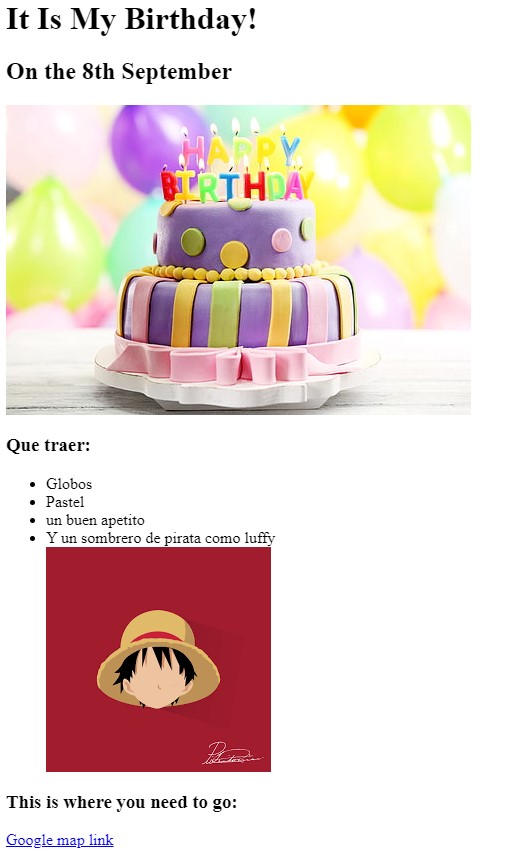 It Is My Birthday!
On the 8th September
HAPPY
BIRTHDAY
Que traer:
Globos
Pastel
un buen apetito
Y un sombrero de pirata como luffy
This is where you need to go:
Google map link